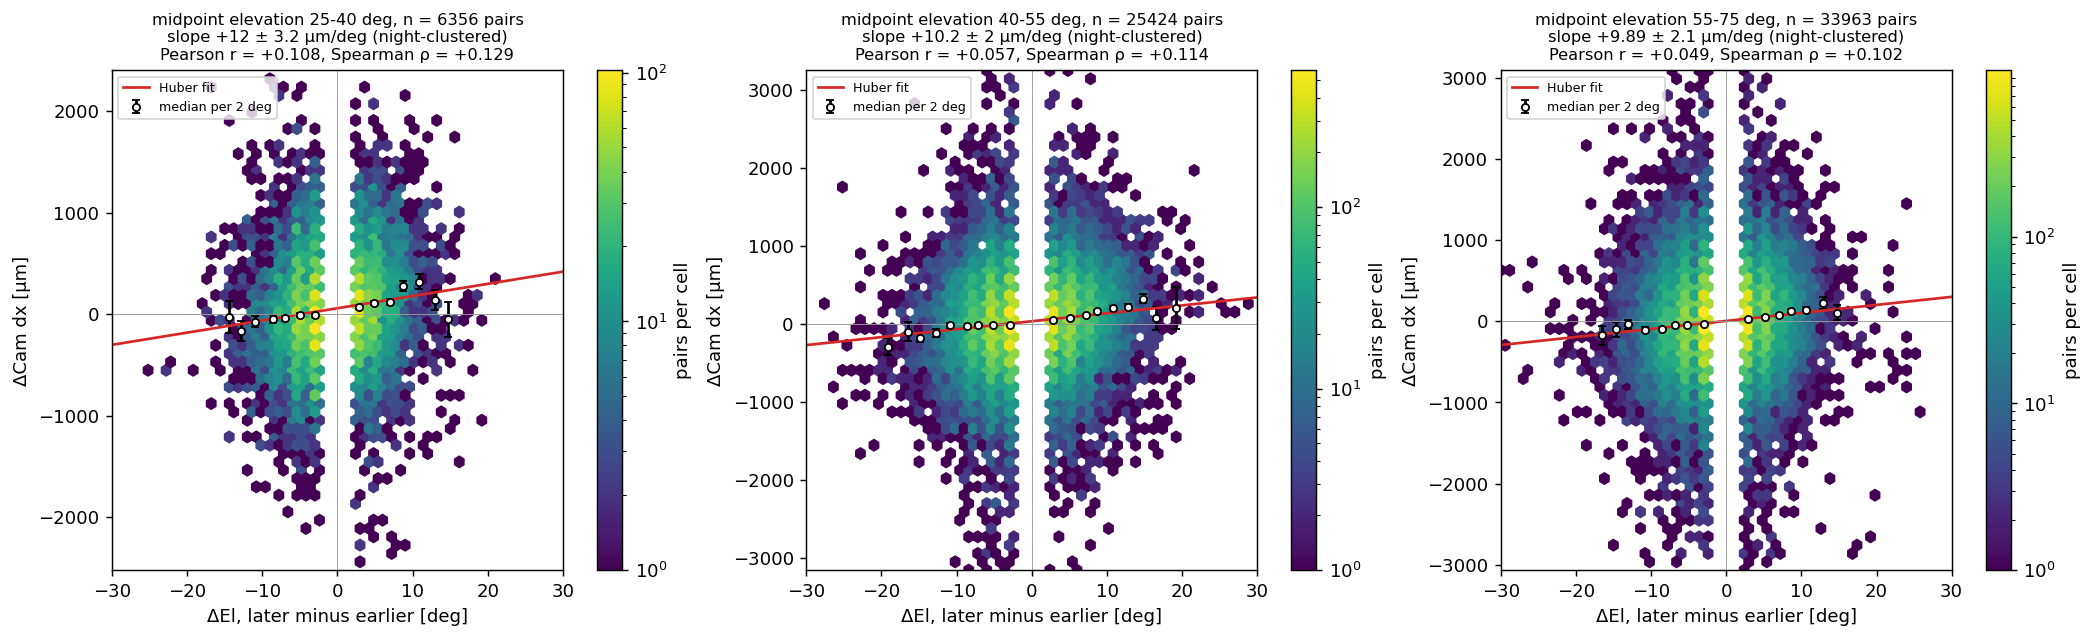 midpoint elevation 25-40 deg, n = 6356 pairs
slope +12 ± 3.2 μm/deg (night-clustered)
Pearson r = +0.108, Spearman ρ = +0.129
Huber fit
median per 2 deg
2000
1000
0
−1000
−2000
−30 −20 −10 0 10 20 30
ΔCam dx [μm]
ΔEl, later minus earlier [deg]
10²
10¹
10⁰
pairs per cell
midpoint elevation 40-55 deg, n = 25424 pairs
slope +10.2 ± 2 μm/deg (night-clustered)
Pearson r = +0.057, Spearman ρ = +0.114
Huber fit
median per 2 deg
3000
2000
1000
0
−1000
−2000
−3000
−30 −20 −10 0 10 20 30
ΔCam dx [μm]
ΔEl, later minus earlier [deg]
10²
10¹
10⁰
pairs per cell
midpoint elevation 55-75 deg, n = 33963 pairs
slope +9.89 ± 2.1 μm/deg (night-clustered)
Pearson r = +0.049, Spearman ρ = +0.102
Huber fit
median per 2 deg
3000
2000
1000
0
−1000
−2000
−3000
−30 −20 −10 0 10 20 30
ΔCam dx [μm]
ΔEl, later minus earlier [deg]
10²
10¹
10⁰
pairs per cell